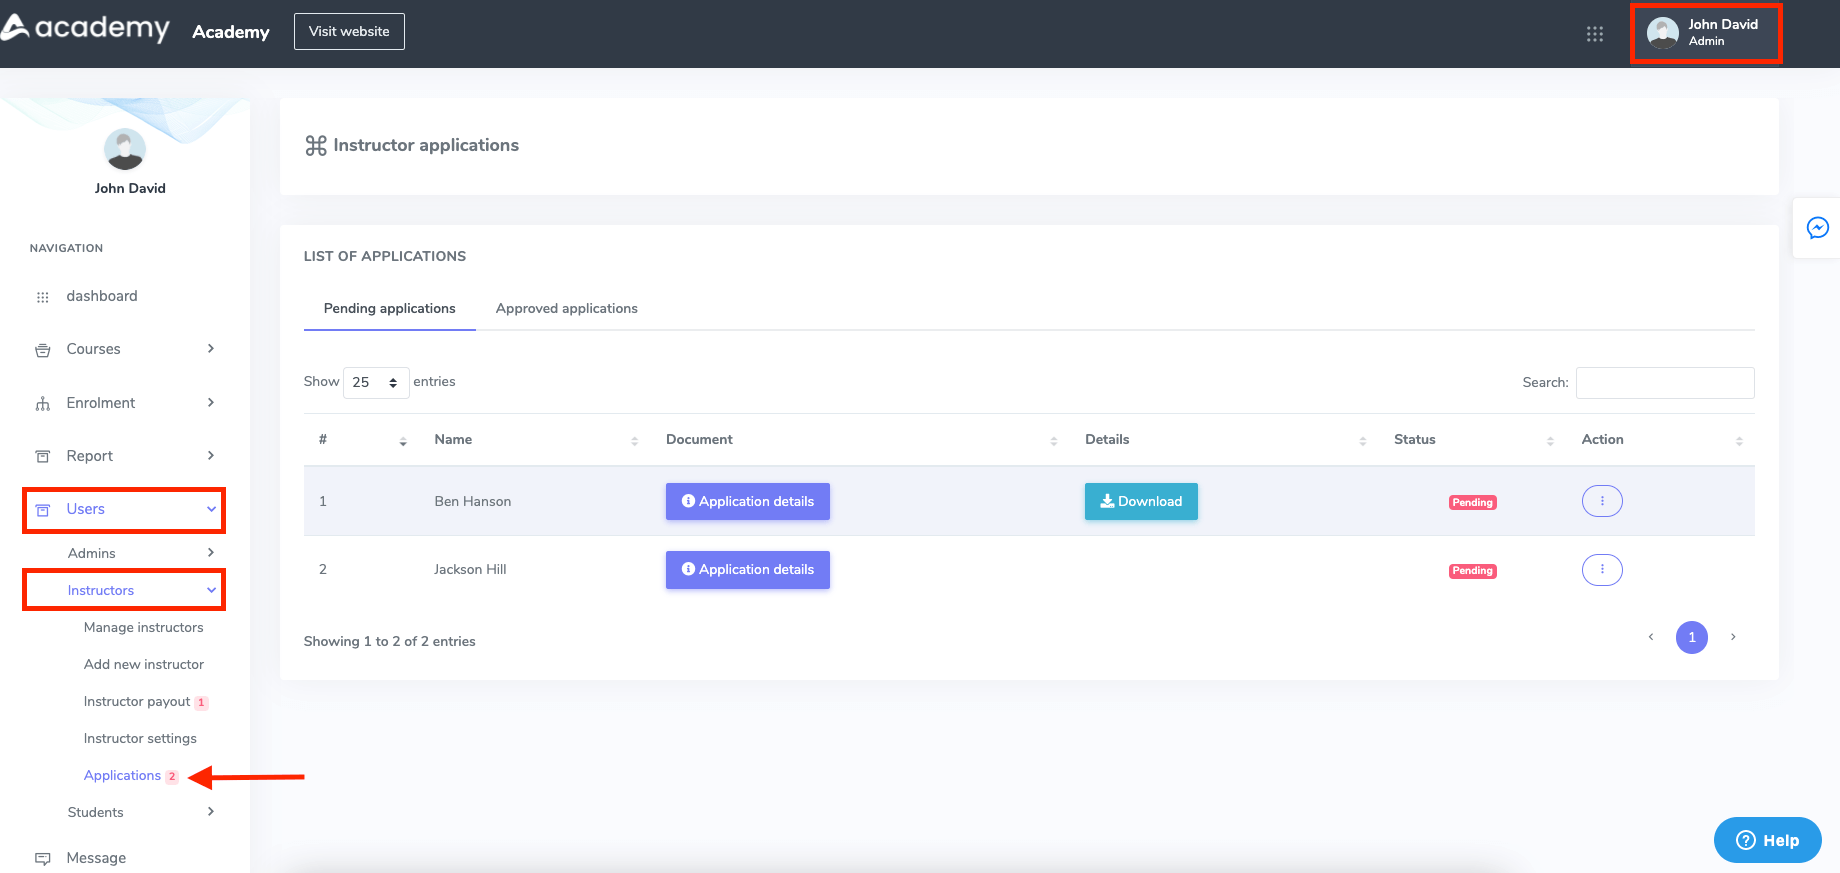 academy Academy Visit website
John David
Admin
John David
NAVIGATION
dashboard
Courses
Enrolment
Report
Users
Admins
Instructors
Manage instructors
Add new instructor
Instructor payout 1
Instructor settings
Applications 2
Students
Message
Instructor applications
LIST OF APPLICATIONS
Pending applications Approved applications
Show 25 entries Search:
# Name Document Details Status Action
1 Ben Hanson Application details Download Pending
2 Jackson Hill Application details Pending
Showing 1 to 2 of 2 entries 1
Help